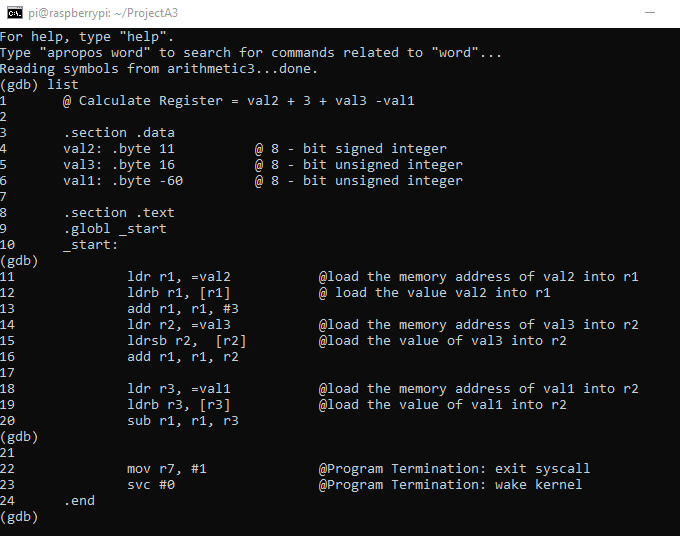 pi@raspberrypi: ~/ProjectA3
For help, type "help".
Type "apropos word" to search for commands related to "word"...
Reading symbols from arithmetic3...done.
(gdb) list
1 @ Calculate Register = val2 + 3 + val3 -val1
2
3 .section .data
4 val2: .byte 11 @ 8 - bit signed integer
5 val3: .byte 16 @ 8 - bit unsigned integer
6 val1: .byte -60 @ 8 - bit unsigned integer
7
8 .section .text
9 .globl _start
10 _start:
(gdb)
11 ldr r1, =val2 @load the memory address of val2 into r1
12 ldrb r1, [r1] @ load the value val2 into r1
13 add r1, r1, #3
14 ldr r2, =val3 @load the memory address of val3 into r2
15 ldrsb r2, [r2] @load the value of val3 into r2
16 add r1, r1, r2
17
18 ldr r3, =val1 @load the memory address of val1 into r2
19 ldrb r3, [r3] @load the value of val1 into r2
20 sub r1, r1, r3
(gdb)
21
22 mov r7, #1 @Program Termination: exit syscall
23 svc #0 @Program Termination: wake kernel
24 .end
(gdb)